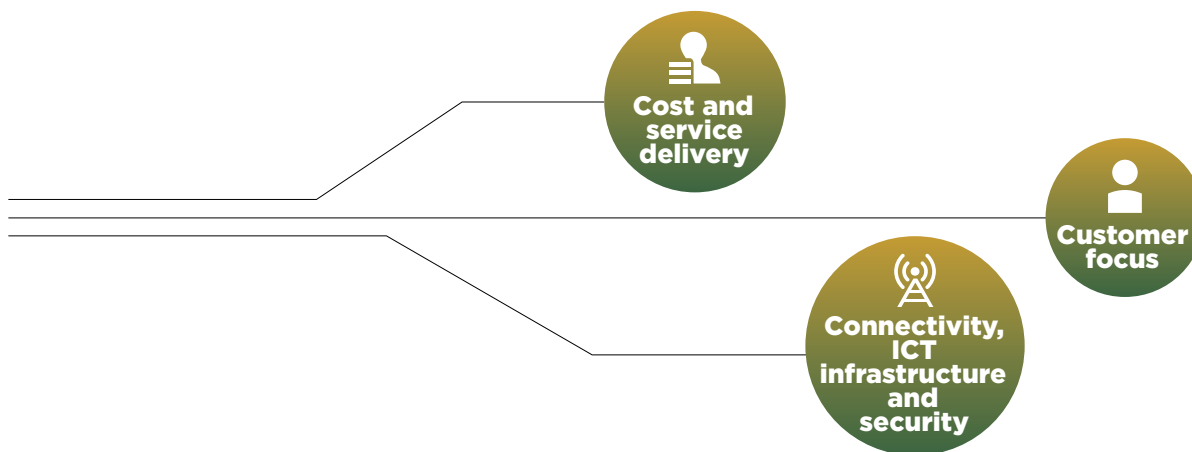 Cost and
service
delivery
Customer
focus
Connectivity,
ICT
infrastructure
and
security